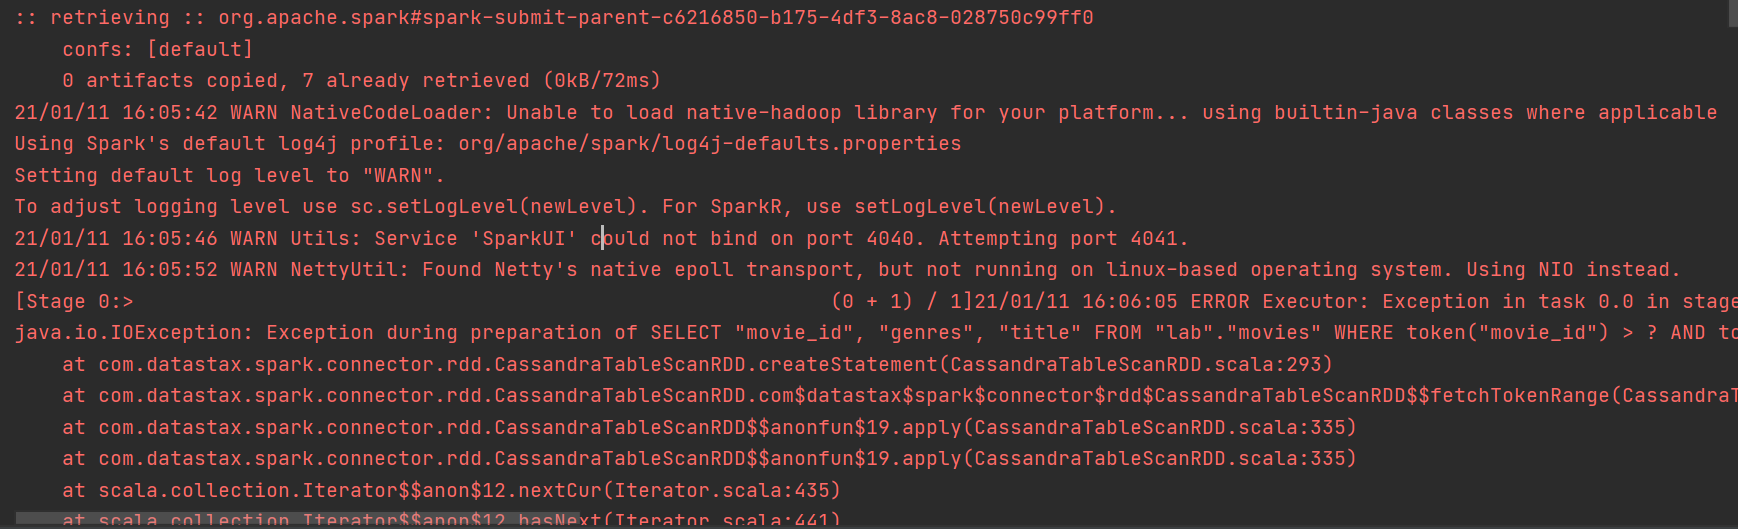 :: retrieving :: org.apache.spark#spark-submit-parent-c6216850-b175-4df3-8ac8-028750c99ff0
confs: [default]
0 artifacts copied, 7 already retrieved (0kB/72ms)
21/01/11 16:05:42 WARN NativeCodeLoader: Unable to load native-hadoop library for your platform... using builtin-java classes where applicable
Using Spark's default log4j profile: org/apache/spark/log4j-defaults.properties
Setting default log level to "WARN".
To adjust logging level use sc.setLogLevel(newLevel). For SparkR, use setLogLevel(newLevel).
21/01/11 16:05:46 WARN Utils: Service 'SparkUI' could not bind on port 4040. Attempting port 4041.
21/01/11 16:05:52 WARN NettyUtil: Found Netty's native epoll transport, but not running on linux-based operating system. Using NIO instead.
[Stage 0:> (0 + 1) / 1]21/01/11 16:06:05 ERROR Executor: Exception in task 0.0 in stage
java.io.IOException: Exception during preparation of SELECT "movie_id", "genres", "title" FROM "lab"."movies" WHERE token("movie_id") > ? AND to
at com.datastax.spark.connector.rdd.CassandraTableScanRDD.createStatement(CassandraTableScanRDD.scala:293)
at com.datastax.spark.connector.rdd.CassandraTableScanRDD.com$datastax$spark$connector$rdd$CassandraTableScanRDD$$fetchTokenRange(CassandraT
at com.datastax.spark.connector.rdd.CassandraTableScanRDD$$anonfun$19.apply(CassandraTableScanRDD.scala:335)
at com.datastax.spark.connector.rdd.CassandraTableScanRDD$$anonfun$19.apply(CassandraTableScanRDD.scala:335)
at scala.collection.Iterator$$anon$12.nextCur(Iterator.scala:435)
at scala.collection.Iterator$$anon$12.hasNext(Iterator.scala:441)